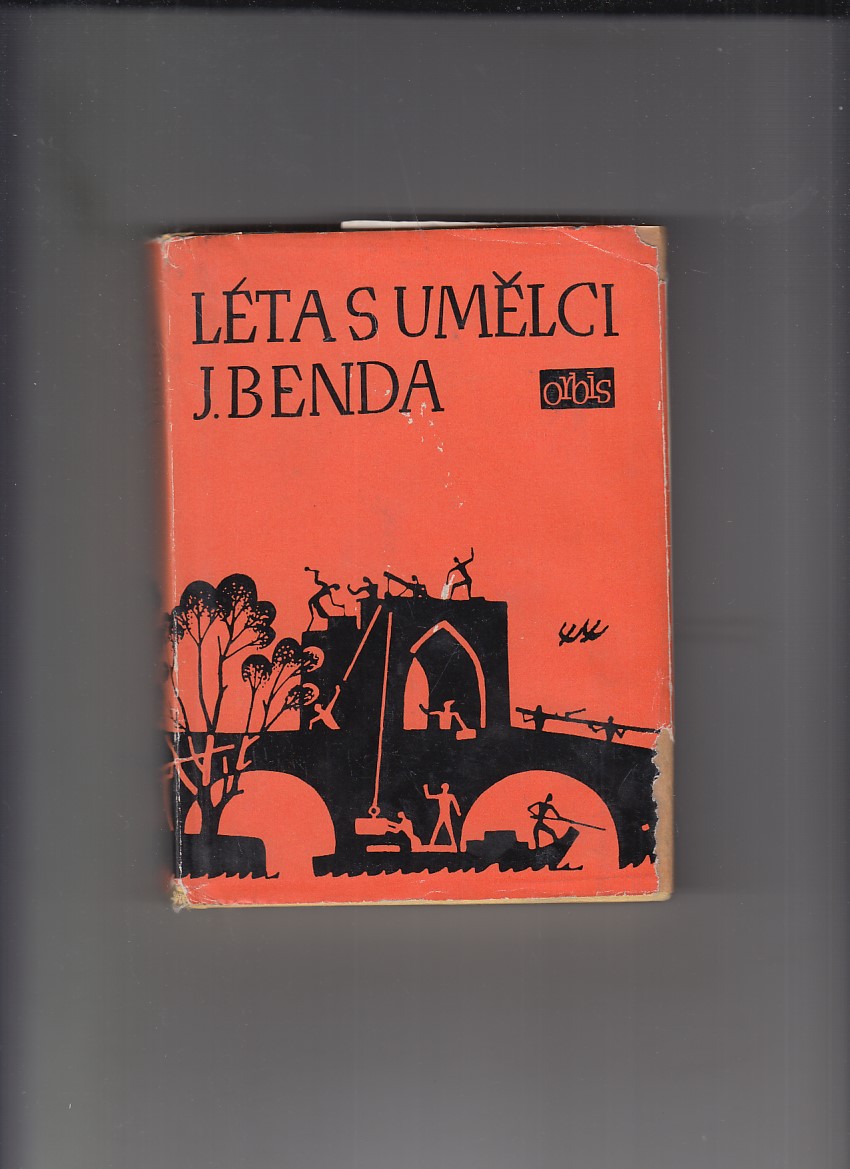 LÉTA S UMĚLCI
J. BENDA
orbis